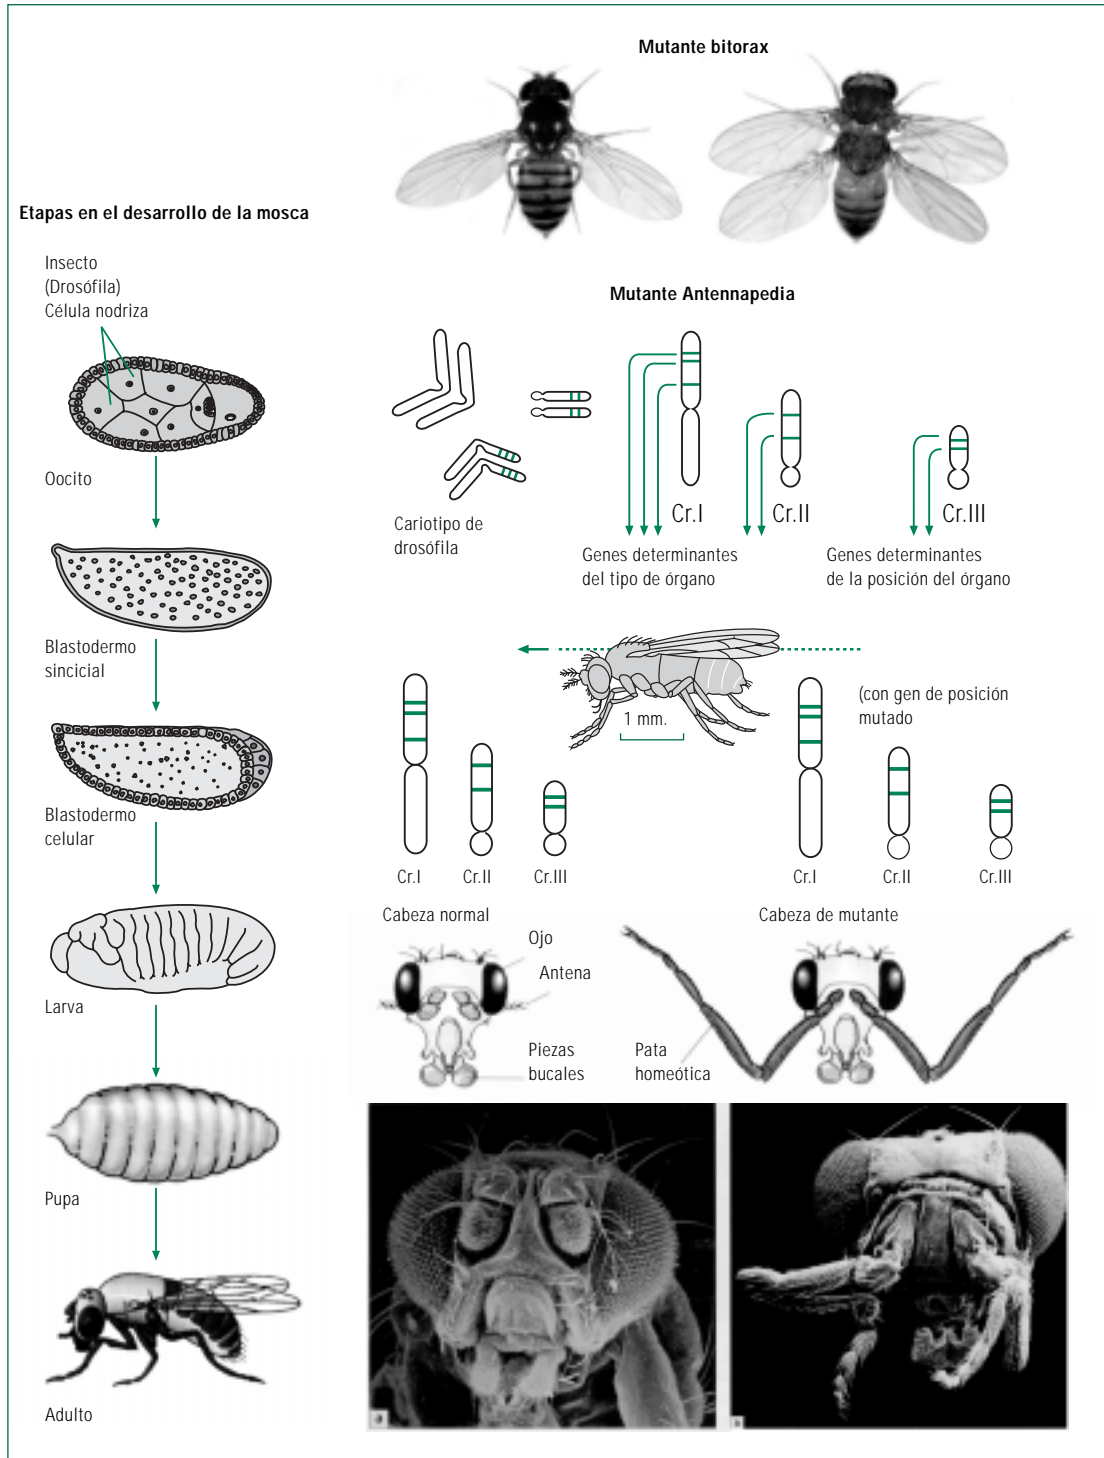 Mutante bitorax
Etapas en el desarrollo de la mosca
Insecto
(Drosófila)
Célula nodriza
Oocito
Blastodermo
sincicial
Blastodermo
celular
Larva
Pupa
Adulto
Mutante Antennapedia
Cariotipo de
drosófila
Cr.I
Cr.II
Cr.III
Genes determinantes
del tipo de órgano
Genes determinantes
de la posición del órgano
1 mm.
(con gen de posición
mutado
Cr.I
Cr.II
Cr.III
Cr.I
Cr.II
Cr.III
Cabeza normal
Ojo
Antena
Piezas
bucales
Cabeza de mutante
Pata
homeótica
a